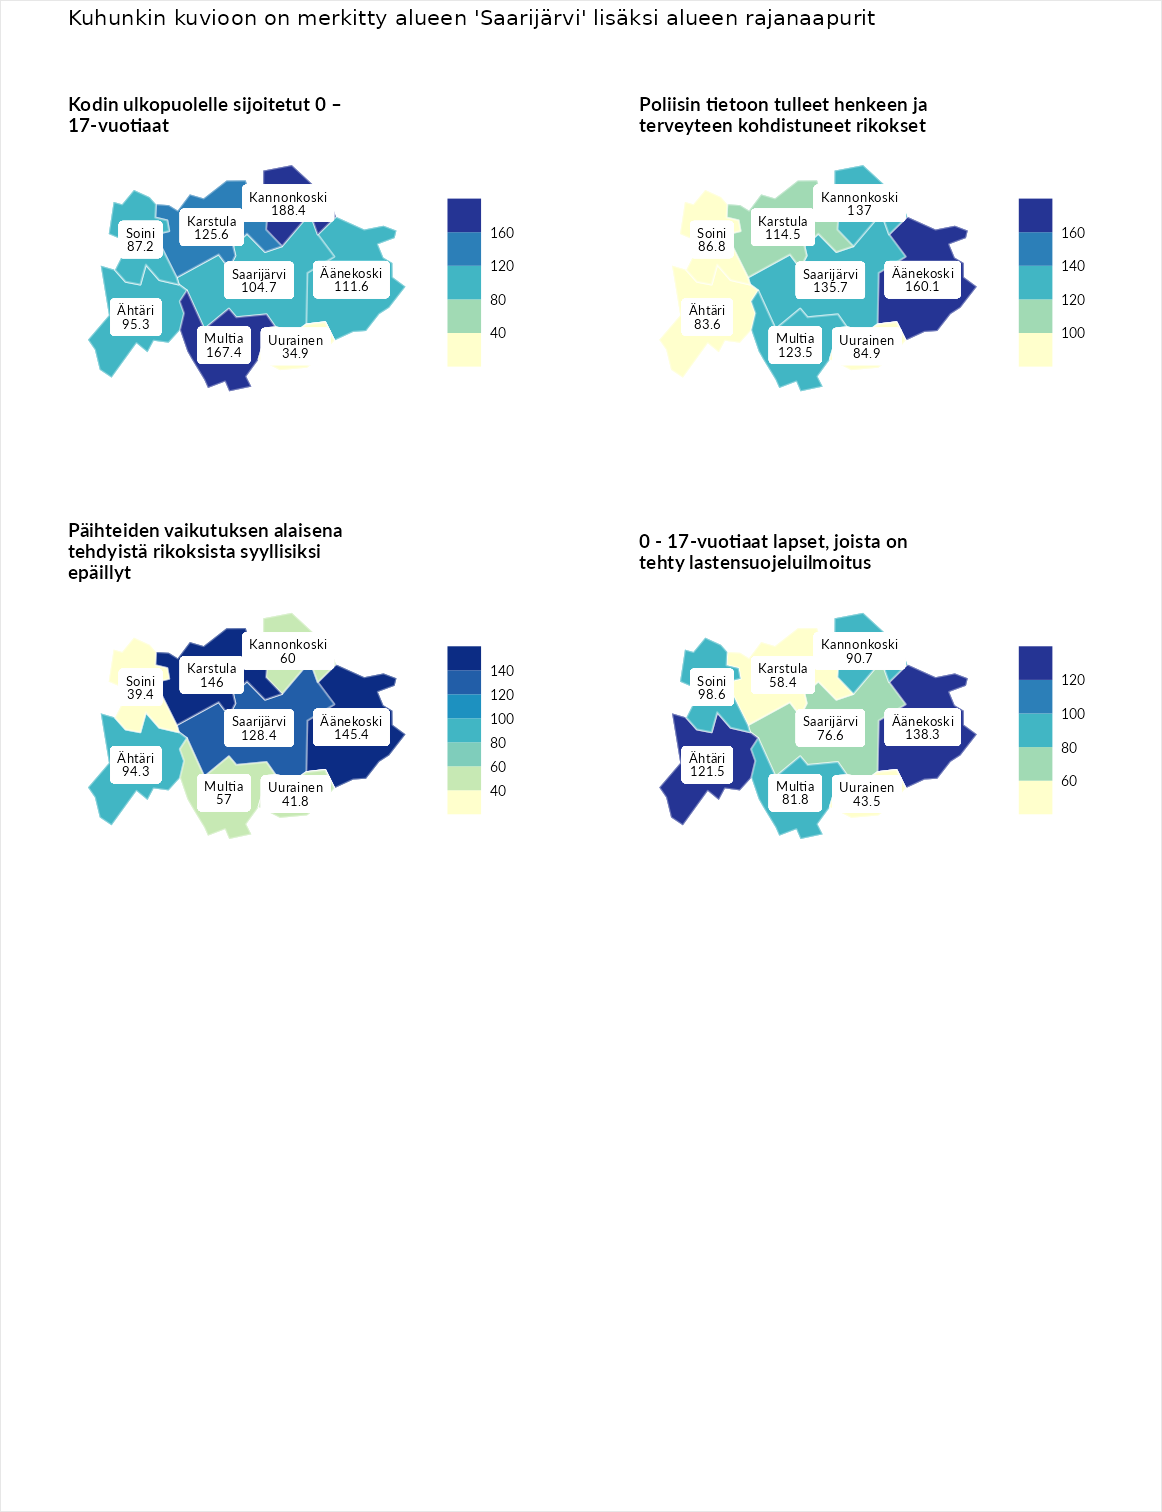 Kuhunkin kuvioon on merkitty alueen 'Saarijärvi' lisäksi alueen rajanaapurit
Kodin ulkopuolelle sijoitetut 0 –
17-vuotiaat
Kannonkoski
188.4
Karstula
125.6
Soini
87.2
Saarijärvi
104.7
Äänekoski
111.6
Ähtäri
95.3
Multia
167.4
Uurainen
34.9
160
120
80
40
Poliisin tietoon tulleet henkeen ja
terveyteen kohdistuneet rikokset
Kannonkoski
137
Karstula
114.5
Soini
86.8
Saarijärvi
135.7
Äänekoski
160.1
Ähtäri
83.6
Multia
123.5
Uurainen
84.9
160
140
120
100
Päihteiden vaikutuksen alaisena
tehdyistä rikoksista syyllisiksi
epäillyt
Kannonkoski
60
Karstula
146
Soini
39.4
Saarijärvi
128.4
Äänekoski
145.4
Ähtäri
94.3
Multia
57
Uurainen
41.8
140
120
100
80
60
40
0 - 17-vuotiaat lapset, joista on
tehty lastensuojeluilmoitus
Kannonkoski
90.7
Karstula
58.4
Soini
98.6
Saarijärvi
76.6
Äänekoski
138.3
Ähtäri
121.5
Multia
81.8
Uurainen
43.5
120
100
80
60